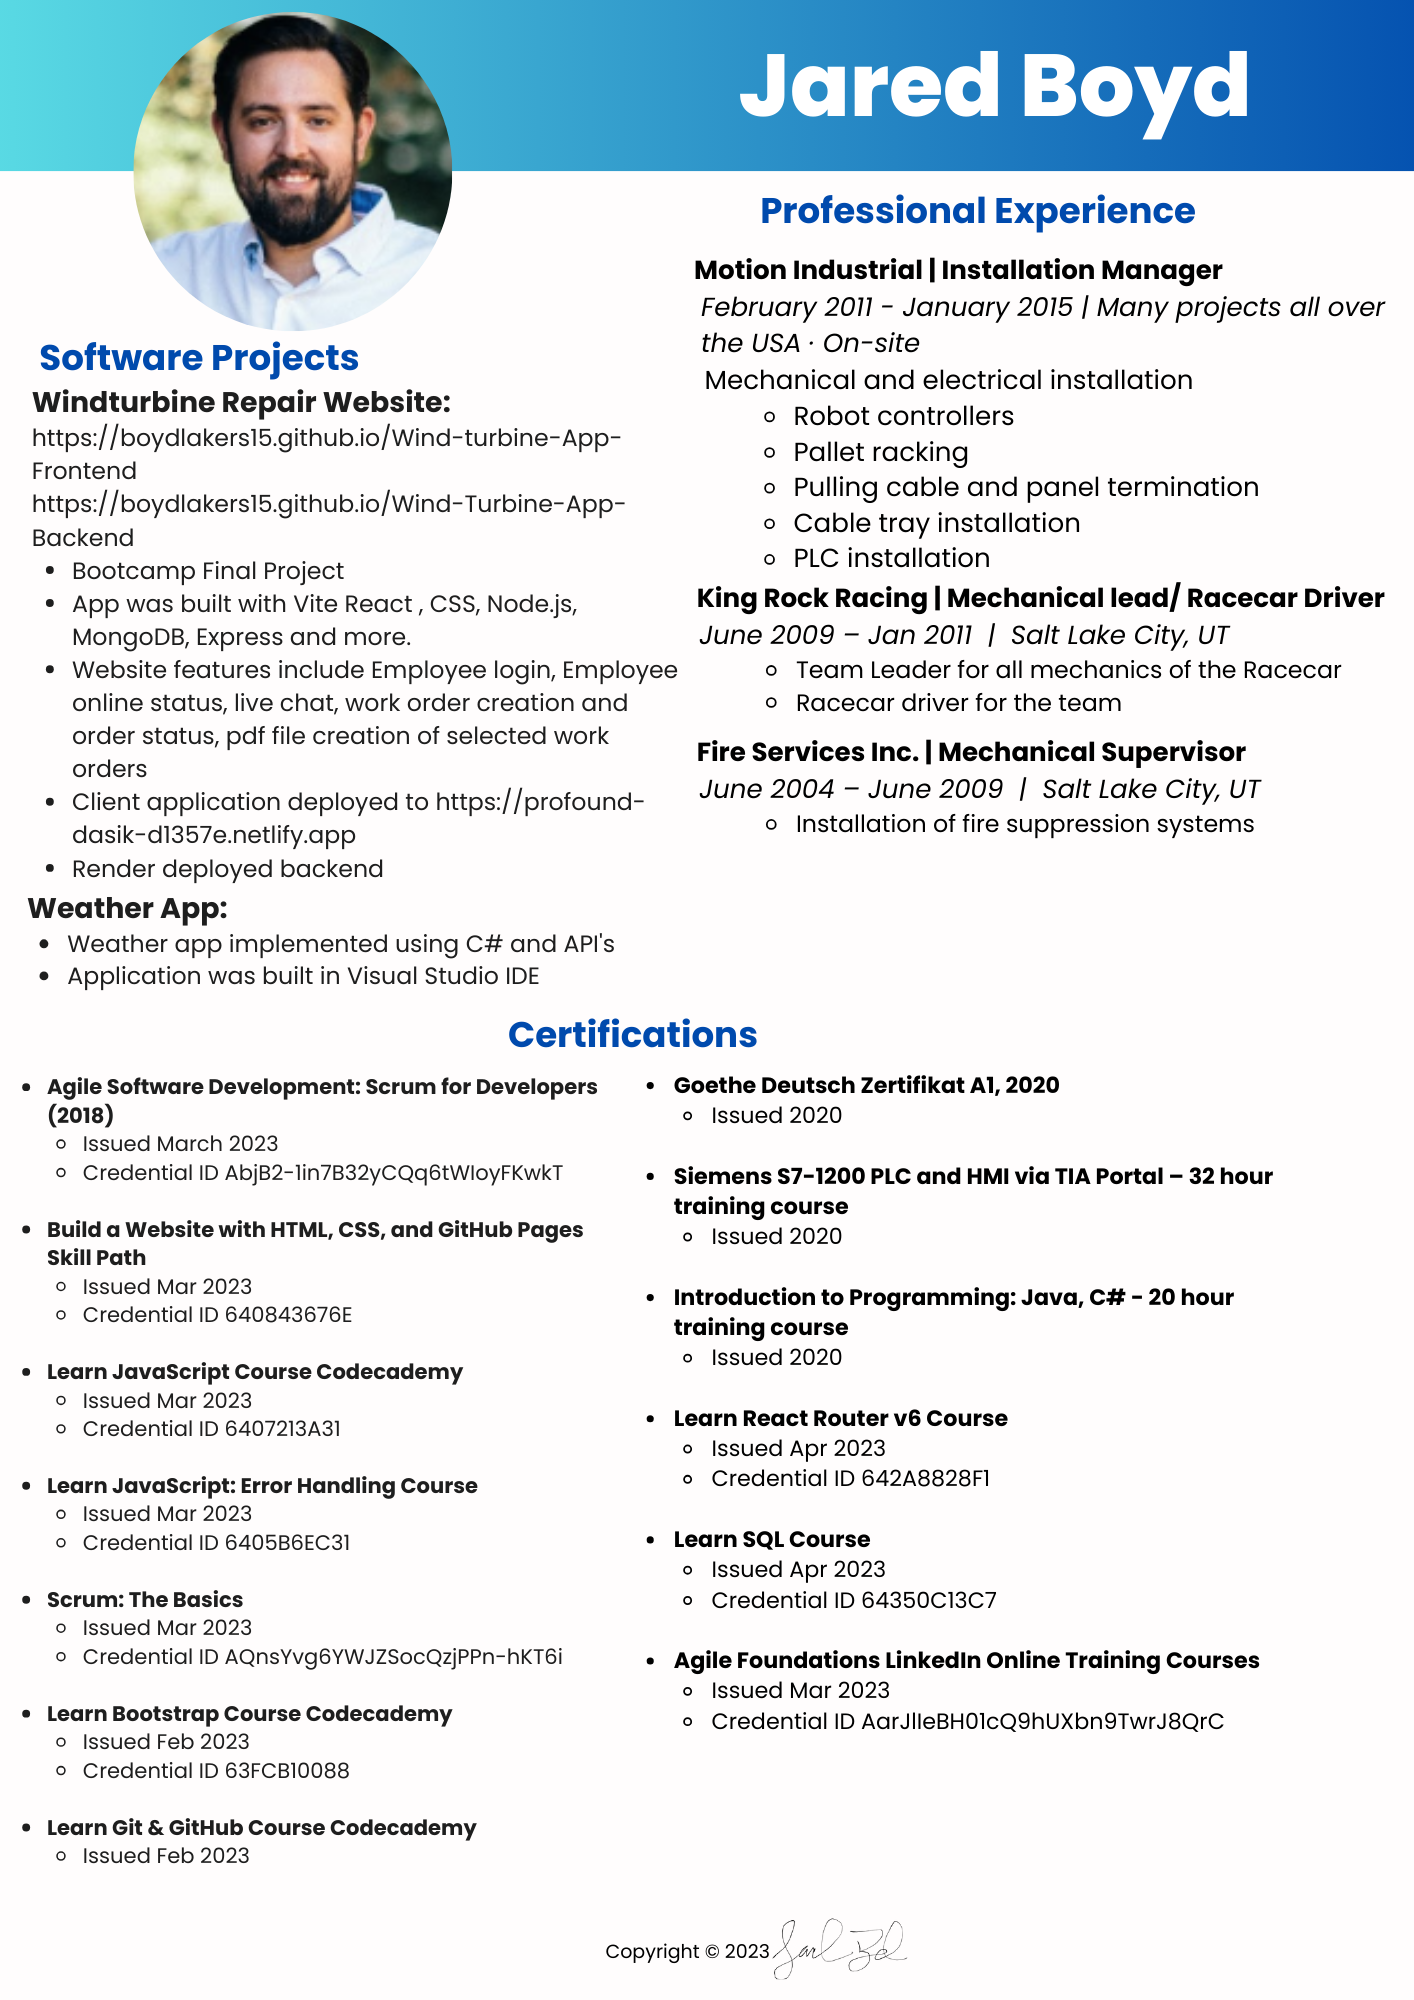 Jared Boyd
Software Projects
Windturbine Repair Website:
https://boydlakers15.github.io/Wind-turbine-App-
Frontend
https://boydlakers15.github.io/Wind-Turbine-App-
Backend
• Bootcamp Final Project
• App was built with Vite React , CSS, Node.js,
MongoDB, Express and more.
• Website features include Employee login, Employee
online status, live chat, work order creation and
order status, pdf file creation of selected work
orders
• Client application deployed to https://profound-
dasik-d1357e.netlify.app
• Render deployed backend
Weather App:
• Weather app implemented using C# and API's
• Application was built in Visual Studio IDE
Professional Experience
Motion Industrial | Installation Manager
February 2011 - January 2015 | Many projects all over
the USA · On-site
Mechanical and electrical installation
○ Robot controllers
○ Pallet racking
○ Pulling cable and panel termination
○ Cable tray installation
○ PLC installation
King Rock Racing | Mechanical lead/ Racecar Driver
June 2009 – Jan 2011 | Salt Lake City, UT
○ Team Leader for all mechanics of the Racecar
○ Racecar driver for the team
Fire Services Inc. | Mechanical Supervisor
June 2004 – June 2009 | Salt Lake City, UT
○ Installation of fire suppression systems
Certifications
• Agile Software Development: Scrum for Developers
(2018)
○ Issued March 2023
○ Credential ID AbjB2-1in7B32yCQq6tWIoyFKwkT
• Build a Website with HTML, CSS, and GitHub Pages
Skill Path
○ Issued Mar 2023
○ Credential ID 640843676E
• Learn JavaScript Course Codecademy
○ Issued Mar 2023
○ Credential ID 6407213A31
• Learn JavaScript: Error Handling Course
○ Issued Mar 2023
○ Credential ID 6405B6EC31
• Scrum: The Basics
○ Issued Mar 2023
○ Credential ID AQnsYvg6YWJZSocQzjPPn-hKT6i
• Learn Bootstrap Course Codecademy
○ Issued Feb 2023
○ Credential ID 63FCB10088
• Learn Git & GitHub Course Codecademy
○ Issued Feb 2023
• Goethe Deutsch Zertifikat A1, 2020
○ Issued 2020
• Siemens S7-1200 PLC and HMI via TIA Portal – 32 hour
training course
○ Issued 2020
• Introduction to Programming: Java, C# - 20 hour
training course
○ Issued 2020
• Learn React Router v6 Course
○ Issued Apr 2023
○ Credential ID 642A8828F1
• Learn SQL Course
○ Issued Apr 2023
○ Credential ID 64350C13C7
• Agile Foundations LinkedIn Online Training Courses
○ Issued Mar 2023
○ Credential ID AarJlIeBH01cQ9hUXbn9TwrJ8QrC
Copyright © 2023